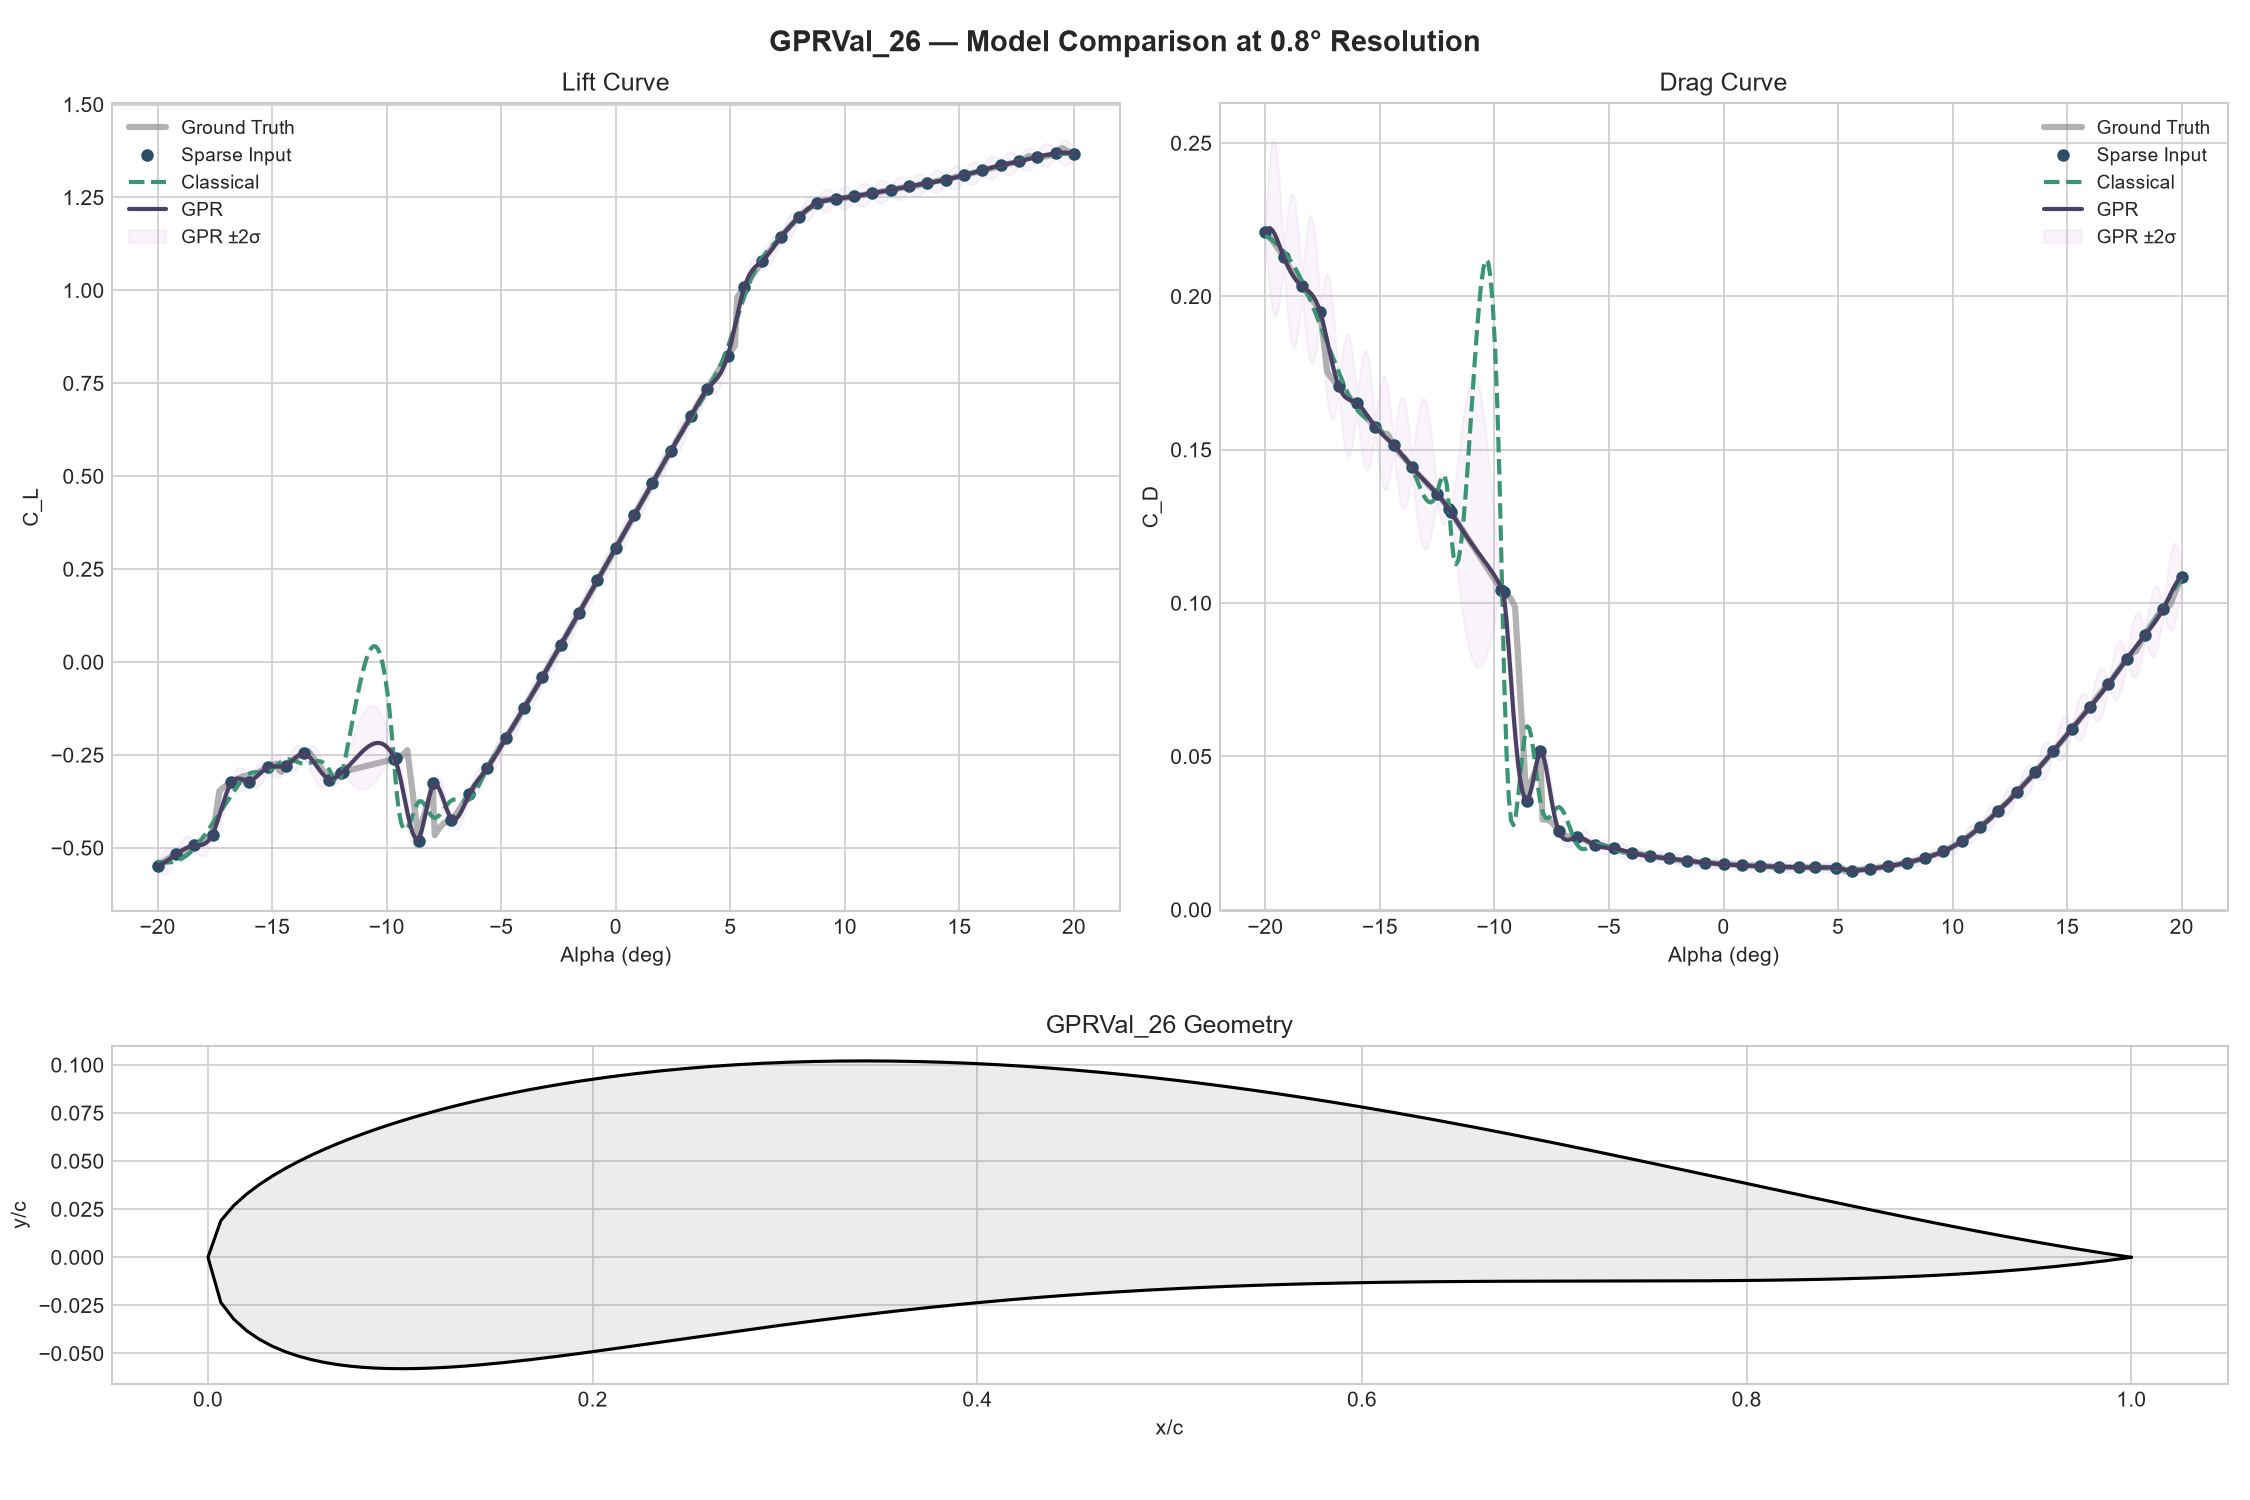 GPRVal_26 — Model Comparison at 0.8° Resolution
Lift Curve
1.50
1.25
1.00
0.75
0.50
0.25
0.00
−0.25
−0.50
C_L
Ground Truth
Sparse Input
Classical
GPR
GPR ±2σ
−20 −15 −10 −5 0 5 10 15 20
Alpha (deg)
Drag Curve
0.25
0.20
0.15
0.10
0.05
0.00
C_D
Ground Truth
Sparse Input
Classical
GPR
GPR ±2σ
−20 −15 −10 −5 0 5 10 15 20
Alpha (deg)
GPRVal_26 Geometry
0.100
0.075
0.050
0.025
0.000
−0.025
−0.050
y/c
0.0 0.2 0.4 0.6 0.8 1.0
x/c